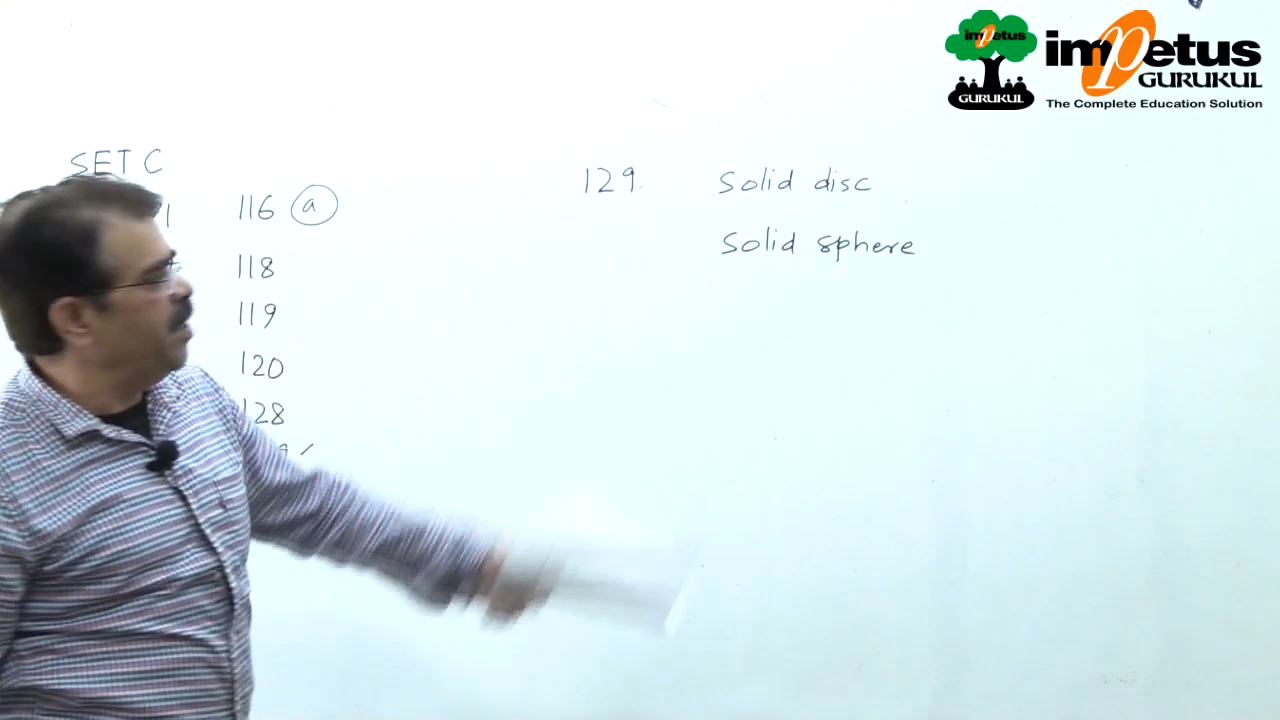 impetus
GURUKUL
impetus
GURUKUL
The Complete Education Solution
SET C
116 a
118
119
120
128
129. Solid disc
Solid sphere